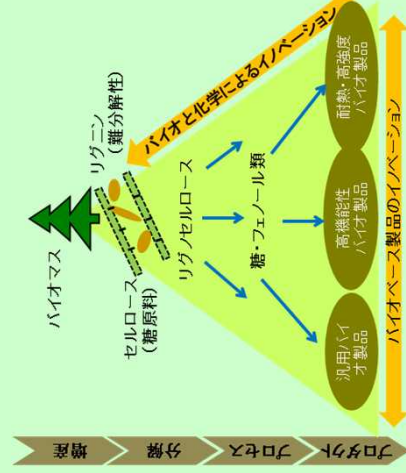 バイオマス
リグニン
(難分解性)
セルロース
(糖原料)
リグノセルロース
バイオと化学によるイノベーション
糖・フェノール類
汎用バイ
オ製品
高機能性
バイオ製品
耐熱・高強度
バイオ製品
バイオベース製品のイノベーション
増産
分解
プロセス
プロダクト